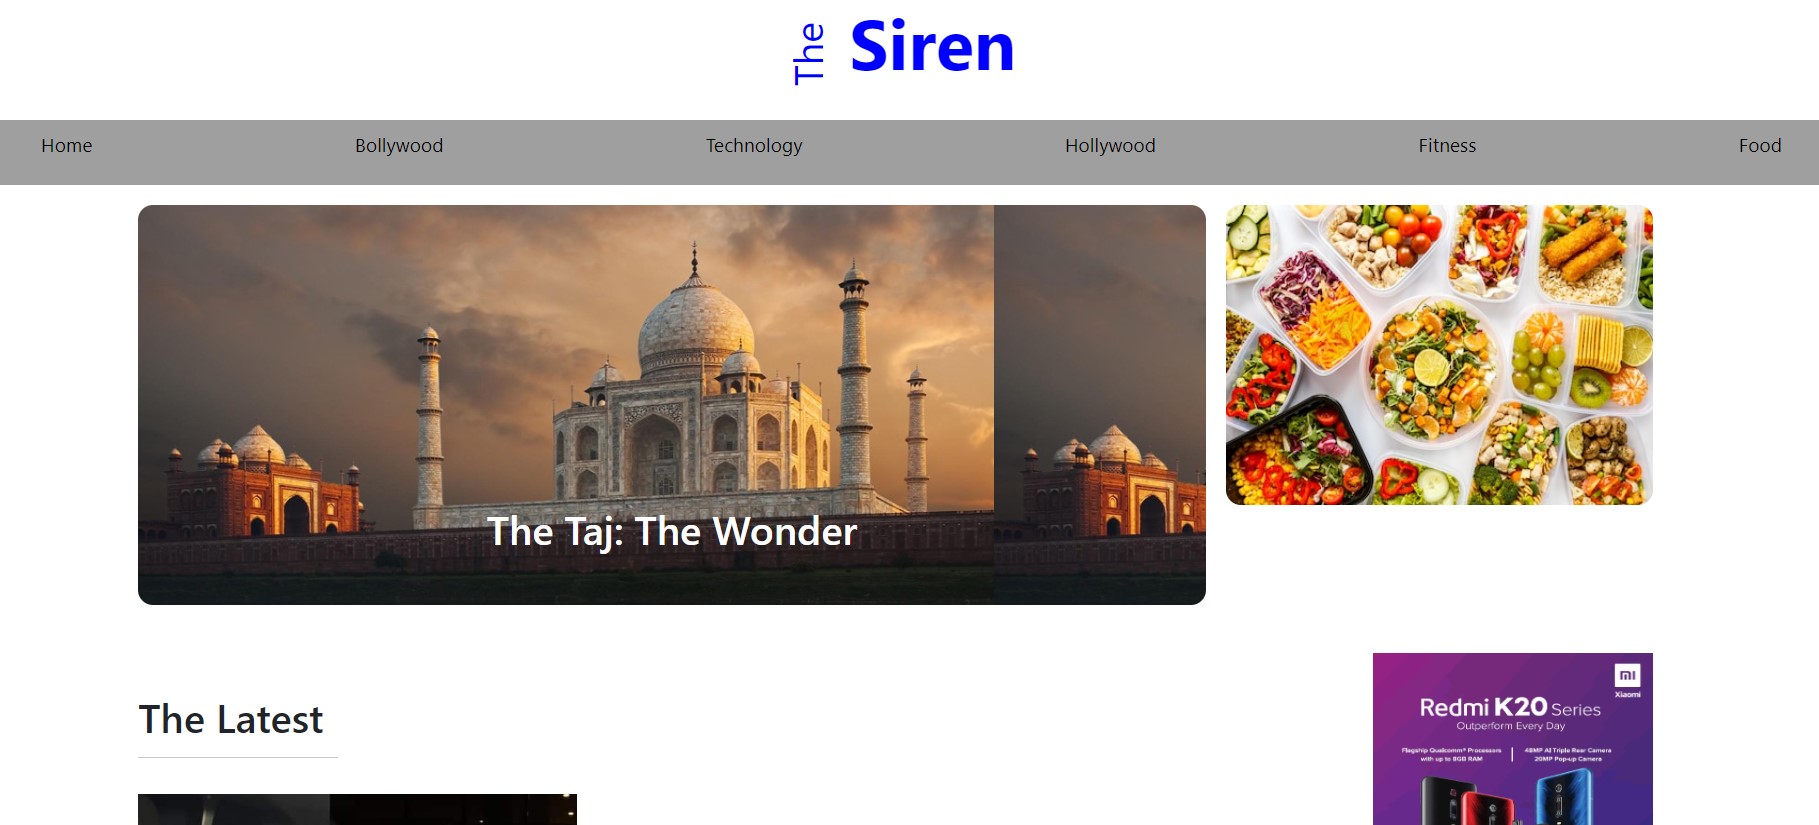 The Siren
Home Bollywood Technology Hollywood Fitness Food
The Taj: The Wonder
The Latest
mi
Xiaomi
Redmi K20 Series
Outperform Every Day
Flagship Qualcomm® Processors with up to 8GB RAM
48MP AI Triple Rear Camera
20MP Pop-up Camera